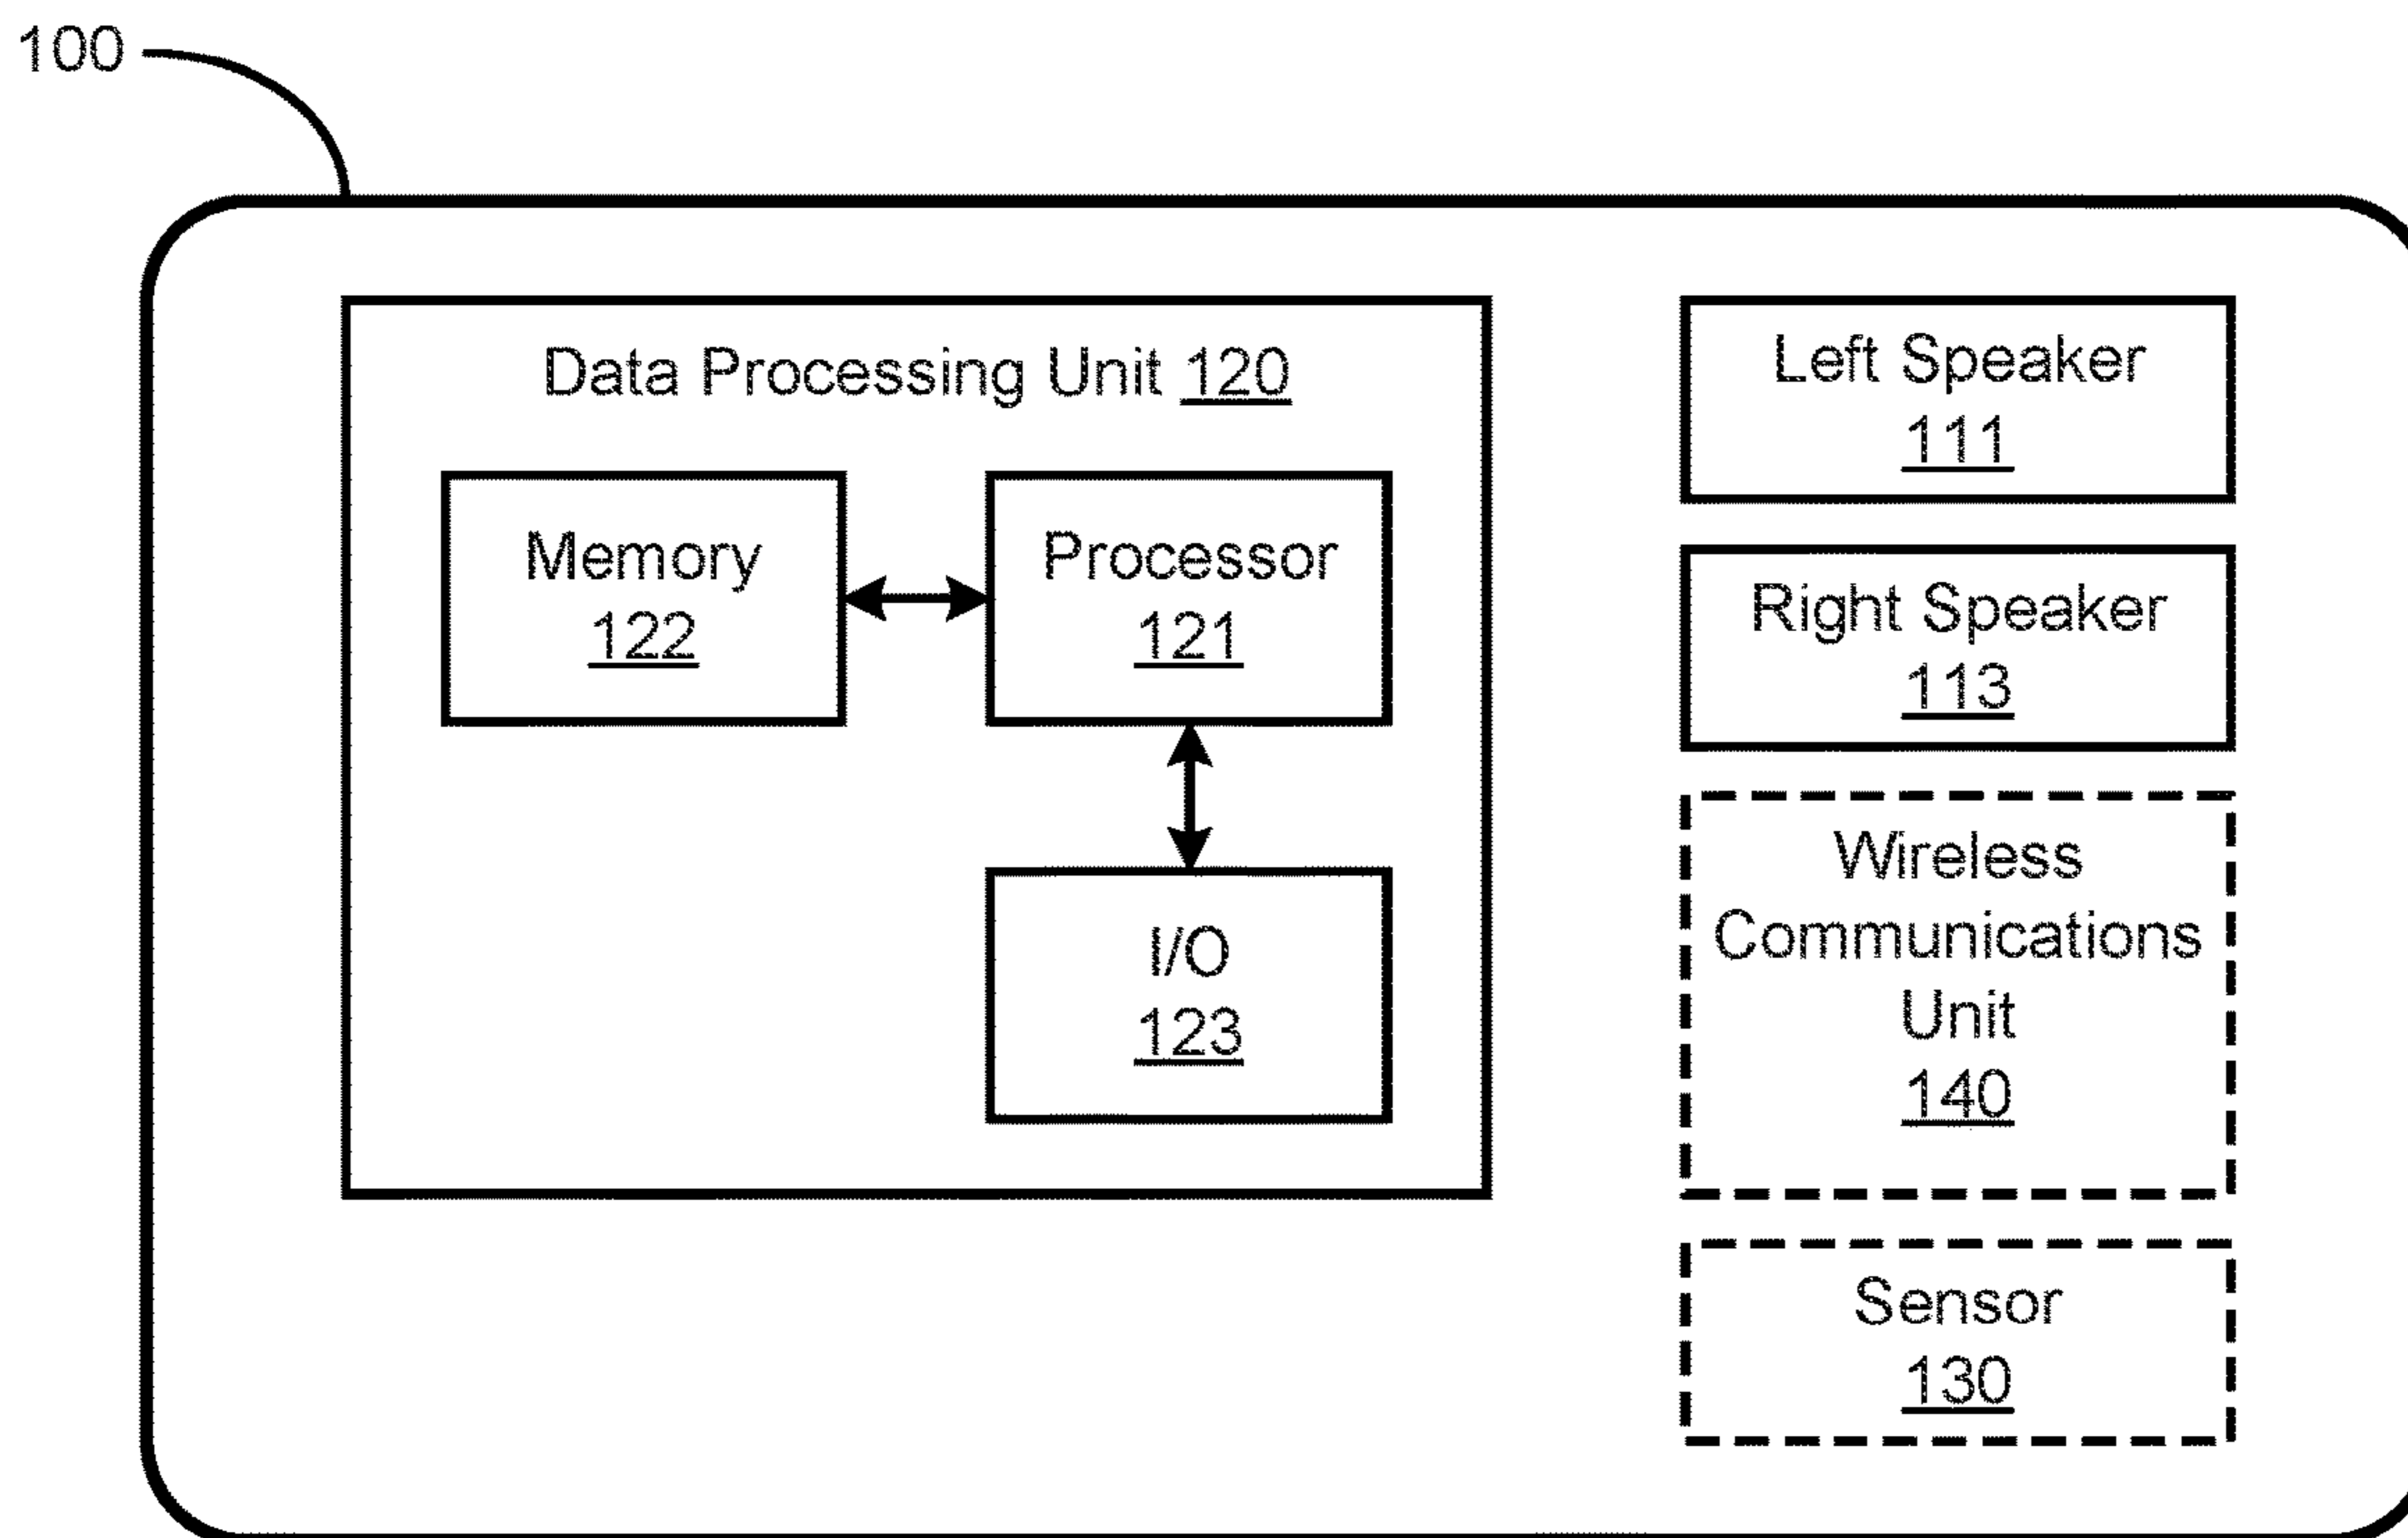 100
Data Processing Unit 120
Memory
122
Processor
121
I/O
123
Left Speaker
111
Right Speaker
113
Wireless
Communications
Unit
140
Sensor
130